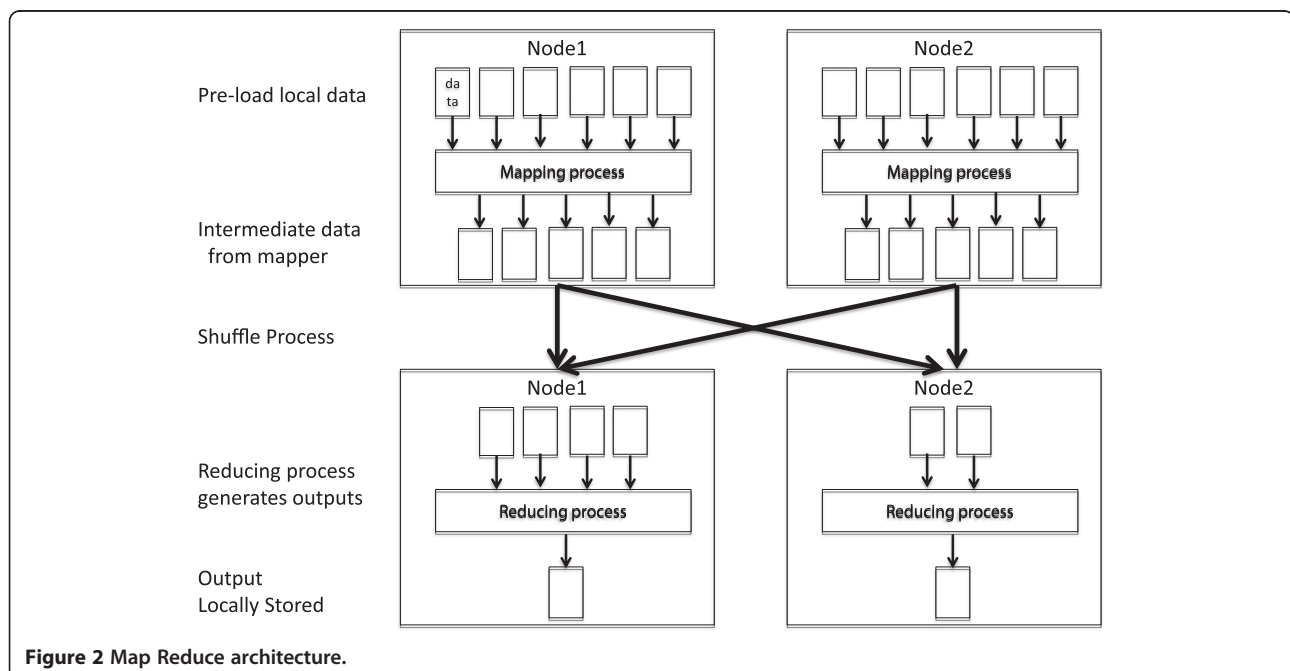 Node1
Node2
Pre-load local data
da
ta
Mapping process
Mapping process
Intermediate data
from mapper
Shuffle Process
Node1
Node2
Reducing process
generates outputs
Reducing process
Reducing process
Output
Locally Stored
Figure 2 Map Reduce architecture.